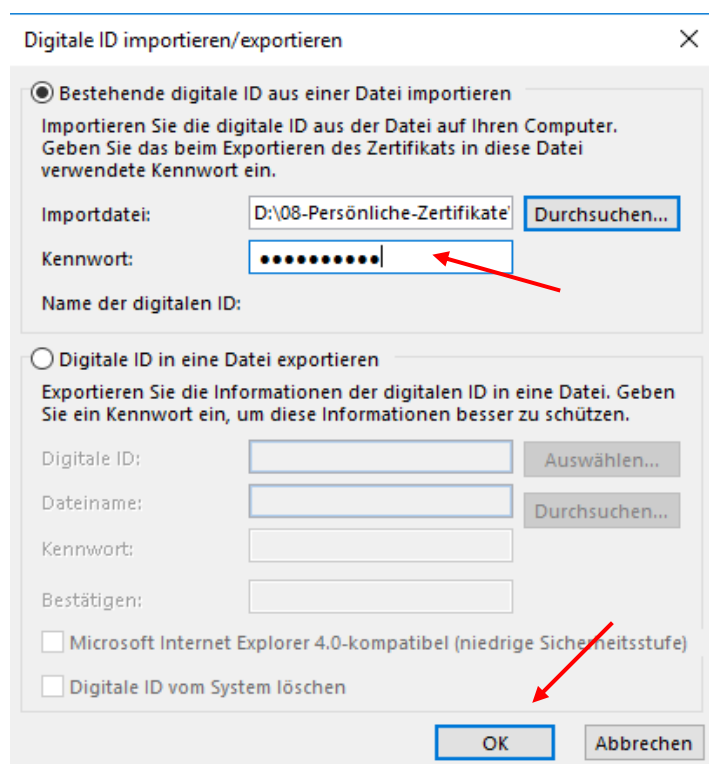 Digitale ID importieren/exportieren
Bestehende digitale ID aus einer Datei importieren
Importieren Sie die digitale ID aus der Datei auf Ihren Computer.
Geben Sie das beim Exportieren des Zertifikats in diese Datei
verwendete Kennwort ein.
Importdatei: D:\08-Persönliche-Zertifikate\ Durchsuchen...
Kennwort: ●●●●●●●●●●
Name der digitalen ID:
Digitale ID in eine Datei exportieren
Exportieren Sie die Informationen der digitalen ID in eine Datei. Geben
Sie ein Kennwort ein, um diese Informationen besser zu schützen.
Digitale ID: Auswählen...
Dateiname: Durchsuchen...
Kennwort:
Bestätigen:
Microsoft Internet Explorer 4.0-kompatibel (niedrige Sicherheitsstufe)
Digitale ID vom System löschen
OK Abbrechen